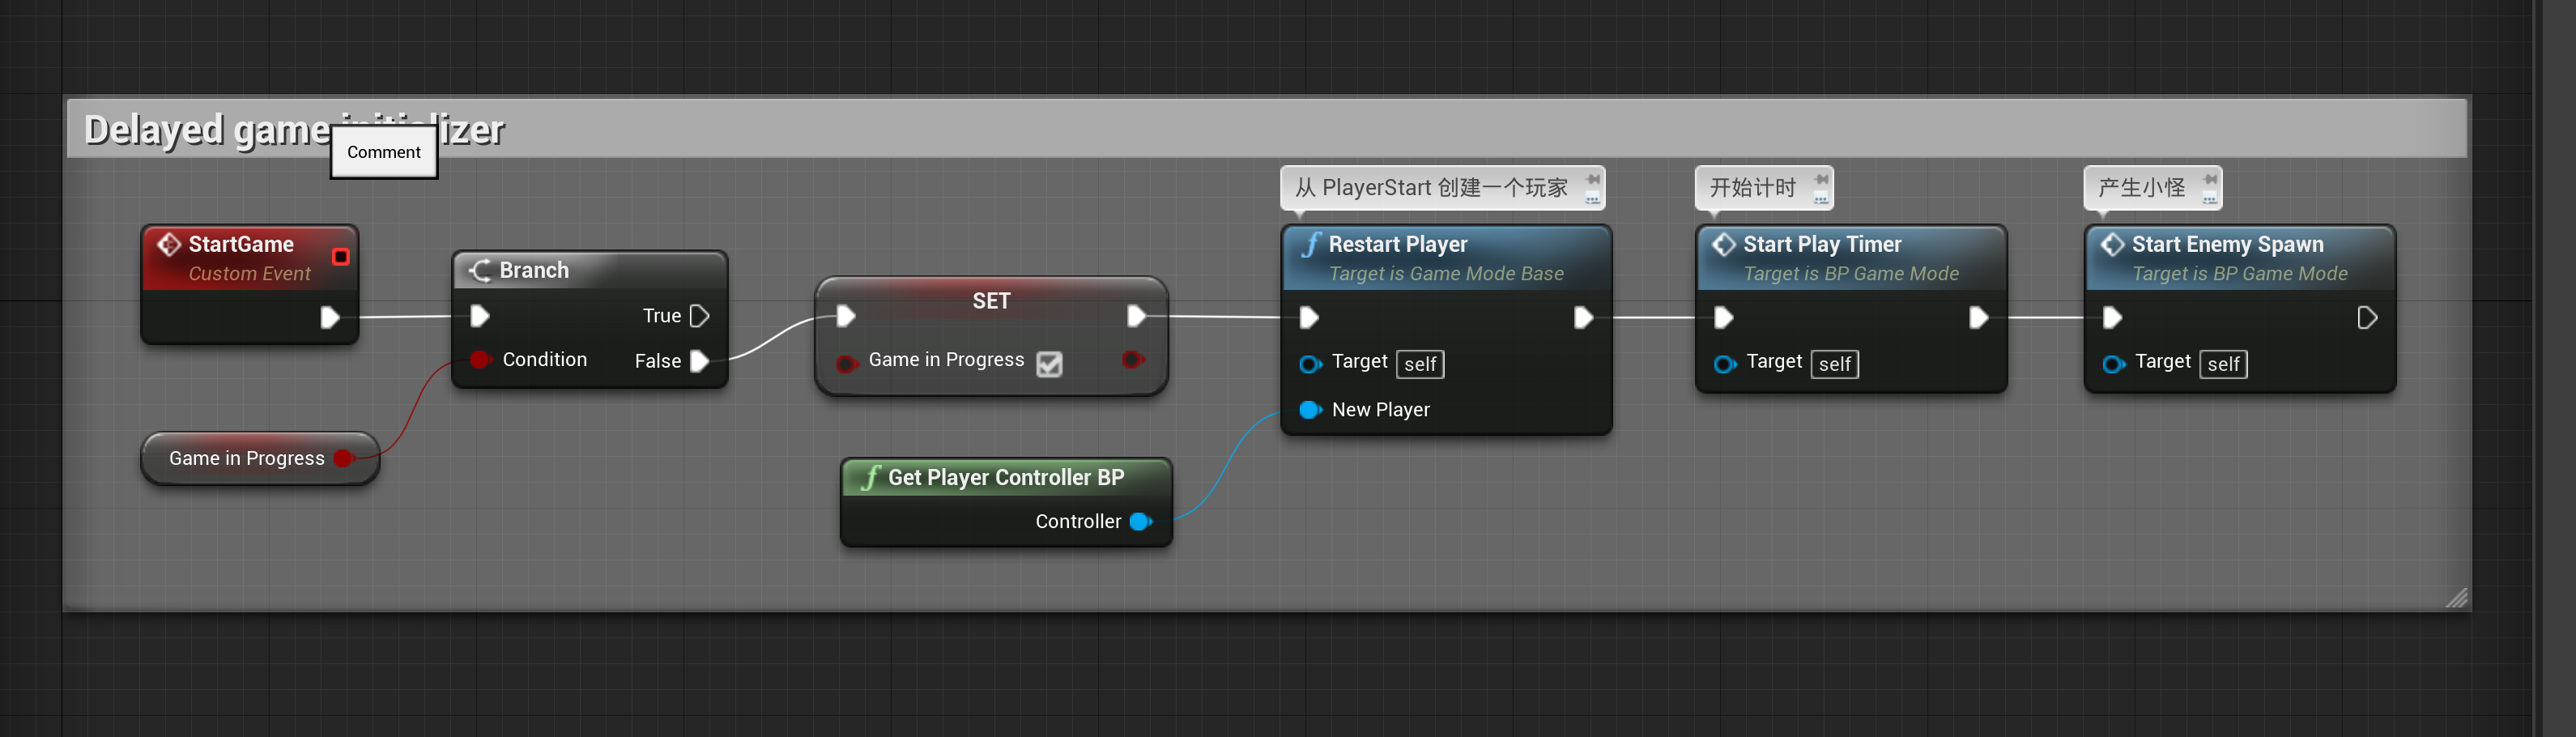 Delayed game initializer
Comment
从 PlayerStart 创建一个玩家
开始计时
产生小怪
StartGame
Custom Event
Branch
True
Condition
False
Game in Progress
SET
Game in Progress
Restart Player
Target is Game Mode Base
Target self
New Player
Get Player Controller BP
Controller
Start Play Timer
Target is BP Game Mode
Target self
Start Enemy Spawn
Target is BP Game Mode
Target self